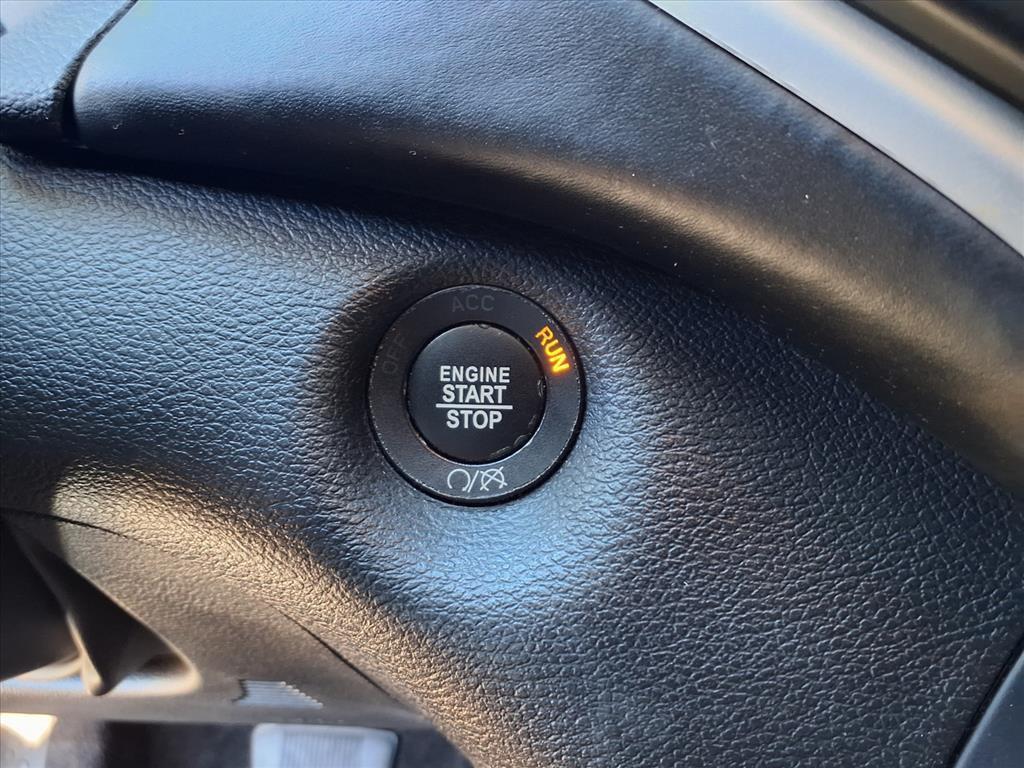 ACC
OFF
RUN
ENGINE
START
STOP